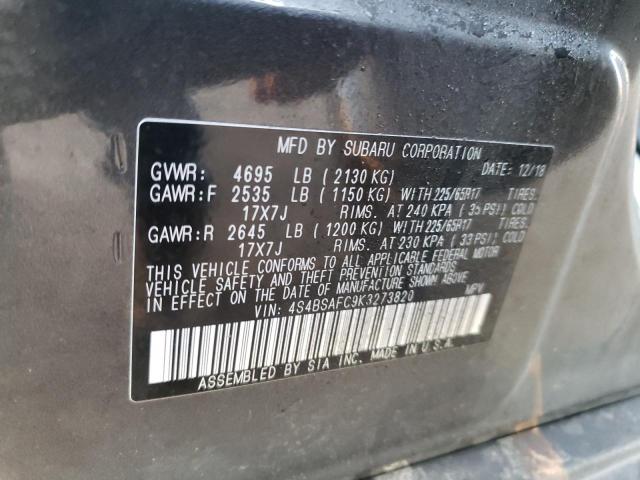 MFD BY SUBARU CORPORATION
GVWR: 4695 LB ( 2130 KG) DATE: 12/18
GAWR:F 2535 LB ( 1150 KG) WITH 225/65R17 TIRES.
17X7J RIMS. AT 240 KPA ( 35 PSI) COLD
GAWR:R 2645 LB ( 1200 KG) WITH 225/65R17 TIRES.
17X7J RIMS. AT 230 KPA ( 33 PSI) COLD
THIS VEHICLE CONFORMS TO ALL APPLICABLE FEDERAL MOTOR
VEHICLE SAFETY, BUMPER, AND THEFT PREVENTION STANDARDS
IN EFFECT ON THE DATE OF MANUFACTURE SHOWN ABOVE.
VIN: 4S4BSAFC9K3273820 MPV
ASSEMBLED BY SIA INC. MADE IN U.S.A.